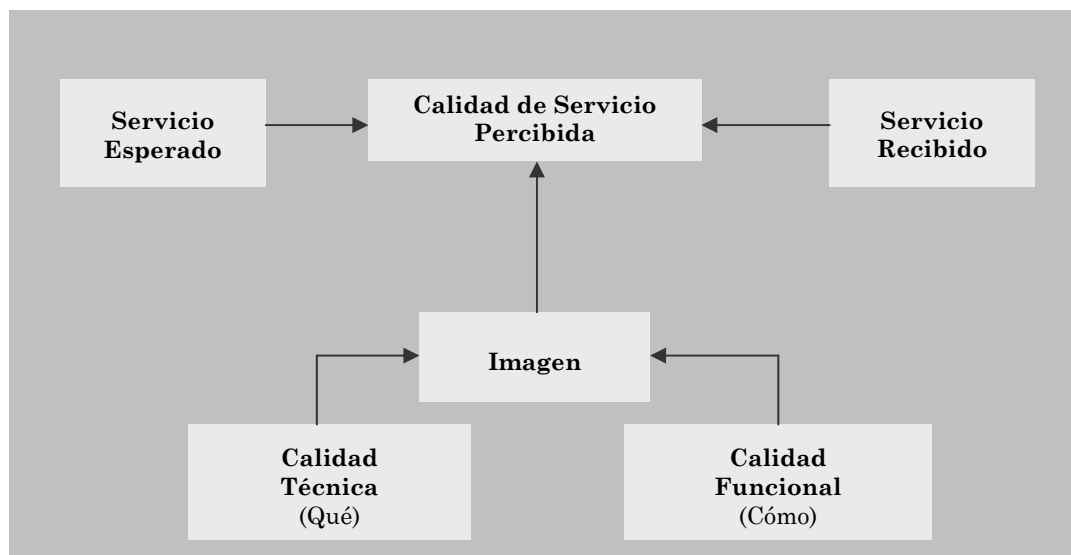 Servicio
Esperado
Calidad de Servicio
Percibida
Servicio
Recibido
Imagen
Calidad
Técnica
(Qué)
Calidad
Funcional
(Cómo)